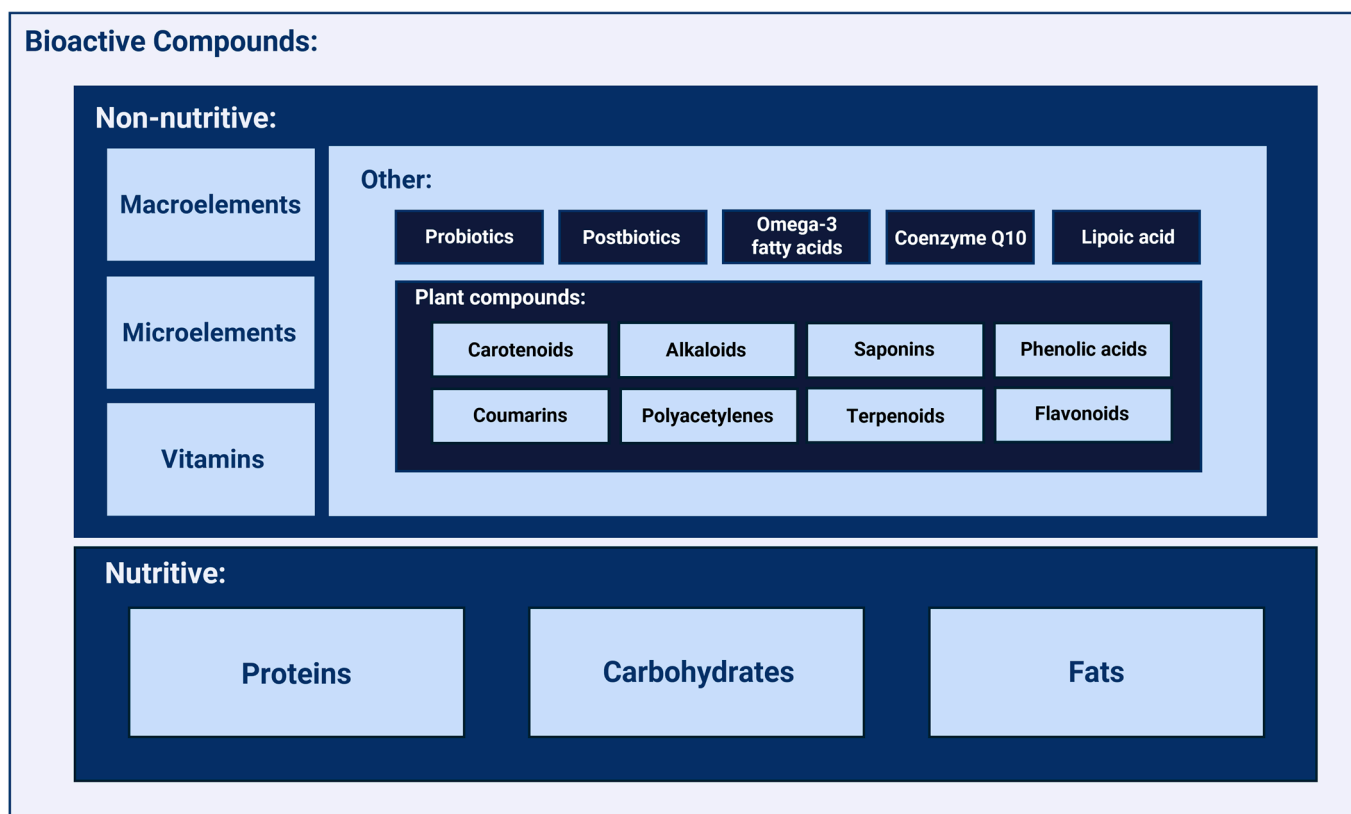 Bioactive Compounds:
Non-nutritive:
Macroelements
Microelements
Vitamins
Other:
Probiotics
Postbiotics
Omega-3
fatty acids
Coenzyme Q10
Lipoic acid
Plant compounds:
Carotenoids
Alkaloids
Saponins
Phenolic acids
Coumarins
Polyacetylenes
Terpenoids
Flavonoids
Nutritive:
Proteins
Carbohydrates
Fats